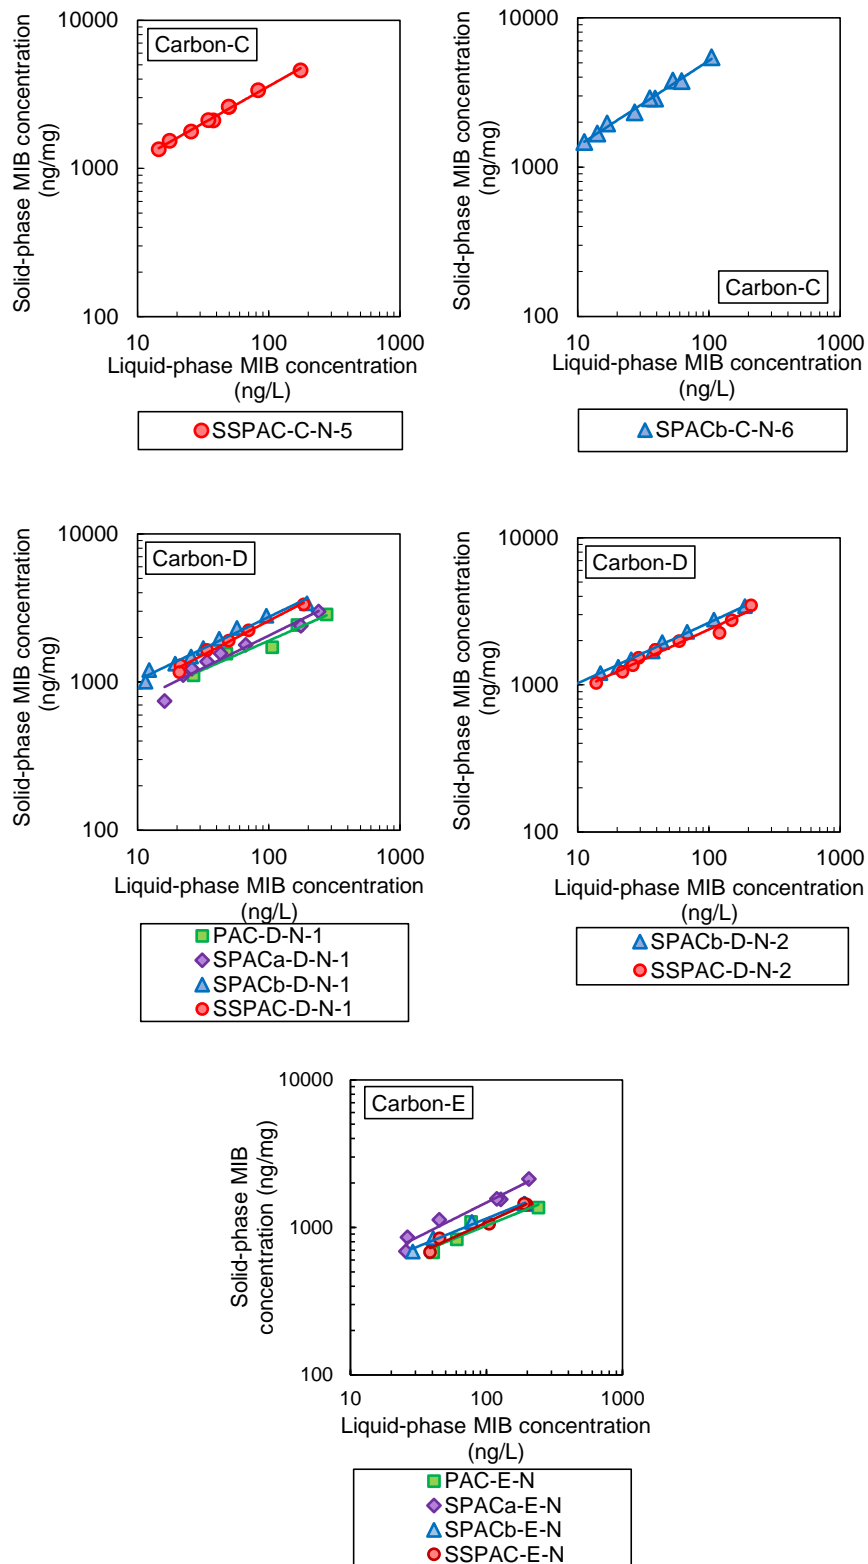 Solid-phase MIB concentration
(ng/mg)
10000
1000
100
Carbon-C
10 100 1000
Liquid-phase MIB concentration
(ng/L)
SSPAC-C-N-5
Solid-phase MIB concentration
(ng/mg)
10000
1000
100
Carbon-C
10 100 1000
Liquid-phase MIB concentration
(ng/L)
SPACb-C-N-6
Solid-phase MIB concentration
(ng/mg)
10000
1000
100
Carbon-D
10 100 1000
Liquid-phase MIB concentration
(ng/L)
PAC-D-N-1
SPACa-D-N-1
SPACb-D-N-1
SSPAC-D-N-1
Solid-phase MIB concentration
(ng/mg)
10000
1000
100
Carbon-D
10 100 1000
Liquid-phase MIB concentration
(ng/L)
SPACb-D-N-2
SSPAC-D-N-2
Solid-phase MIB
concentration (ng/mg)
10000
1000
100
Carbon-E
10 100 1000
Liquid-phase MIB concentration
(ng/L)
PAC-E-N
SPACa-E-N
SPACb-E-N
SSPAC-E-N